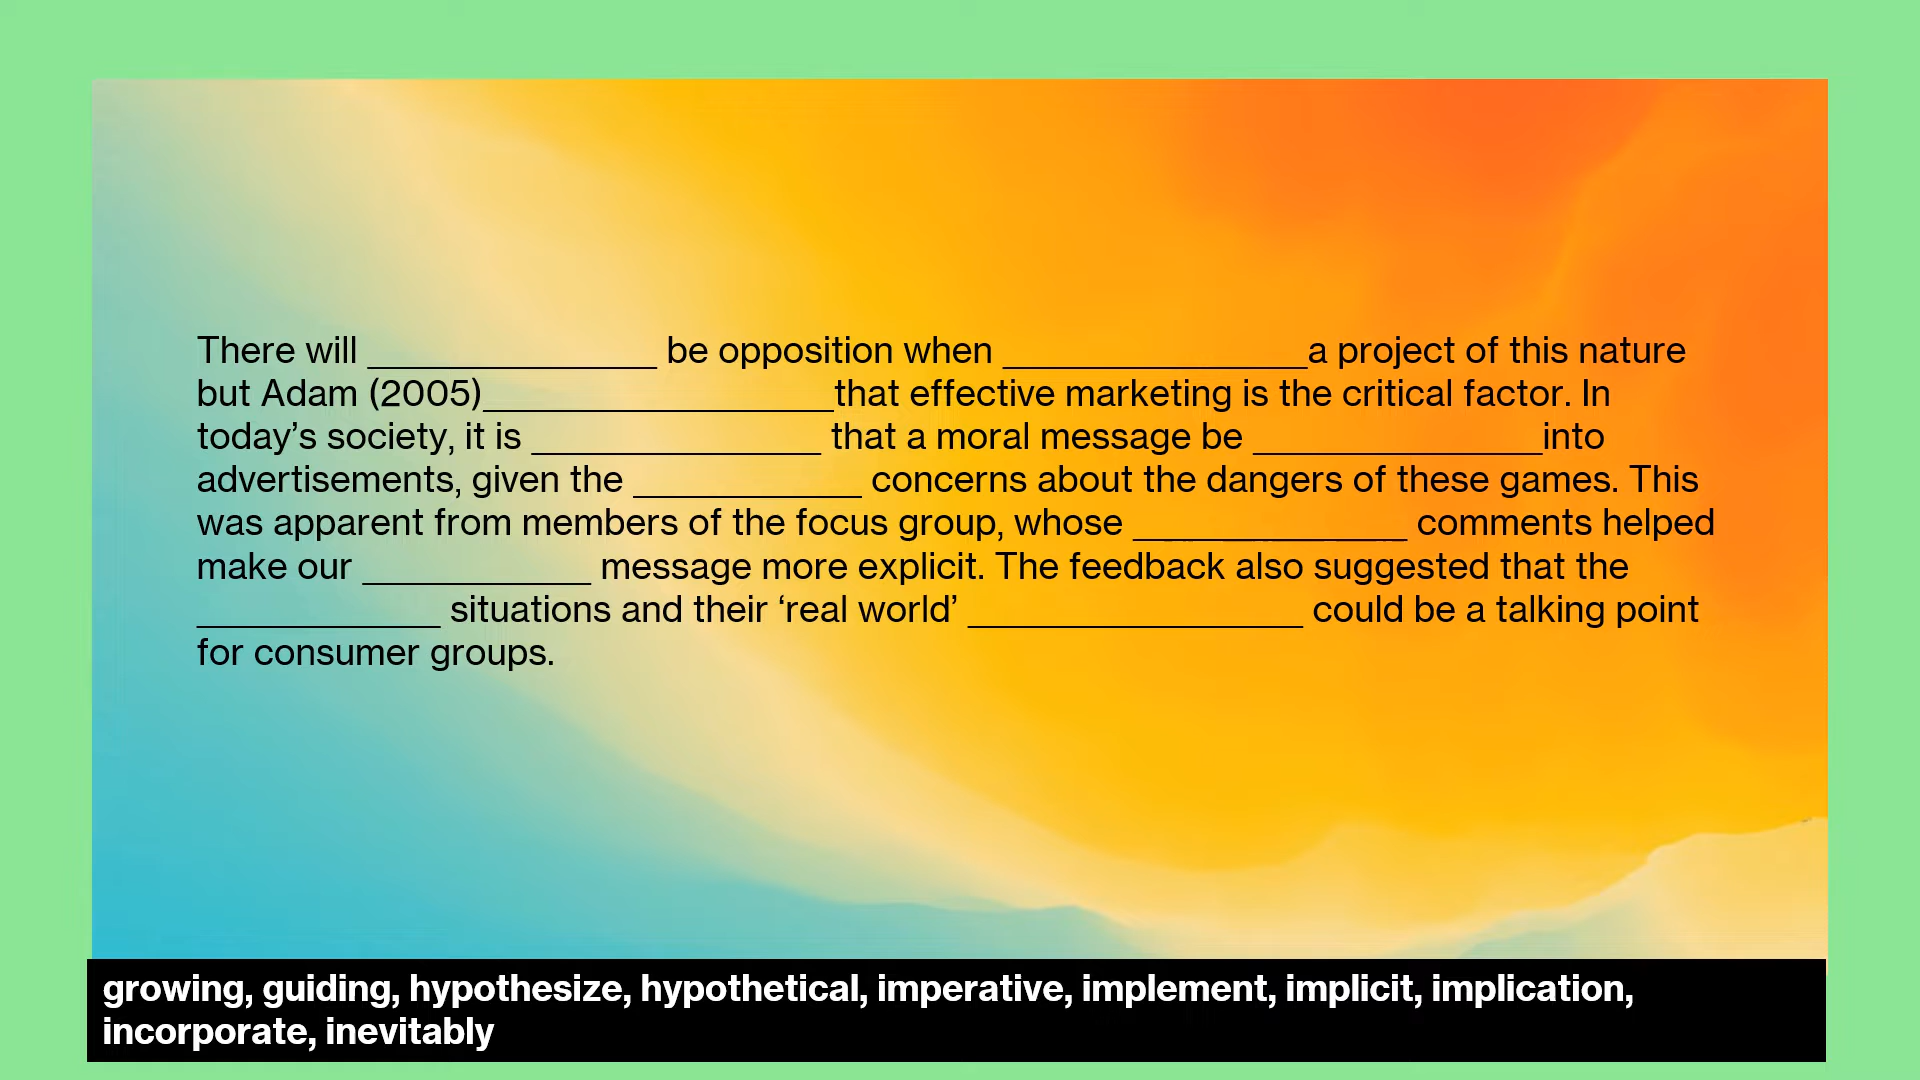 There will _______________ be opposition when ________________a project of this nature
but Adam (2005)__________________that effective marketing is the critical factor. In
today’s society, it is _______________ that a moral message be _______________into
advertisements, given the ____________ concerns about the dangers of these games. This
was apparent from members of the focus group, whose ______________ comments helped
make our ____________ message more explicit. The feedback also suggested that the
_____________ situations and their ‘real world’ _________________ could be a talking point
for consumer groups.
growing, guiding, hypothesize, hypothetical, imperative, implement, implicit, implication,
incorporate, inevitably